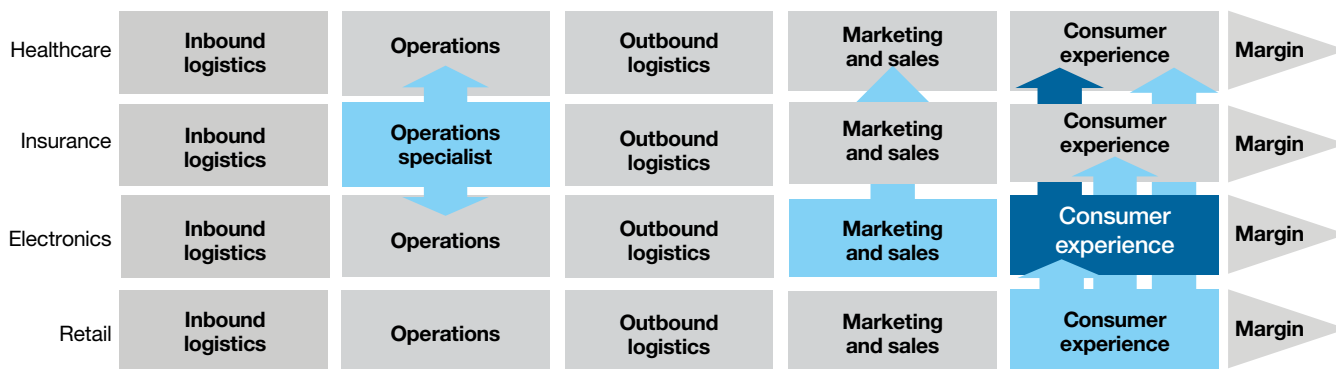 Healthcare
Inbound
logistics
Operations
Outbound
logistics
Marketing
and sales
Consumer
experience
Margin
Insurance
Inbound
logistics
Operations
specialist
Outbound
logistics
Marketing
and sales
Consumer
experience
Margin
Electronics
Inbound
logistics
Operations
Outbound
logistics
Marketing
and sales
Consumer
experience
Margin
Retail
Inbound
logistics
Operations
Outbound
logistics
Marketing
and sales
Consumer
experience
Margin